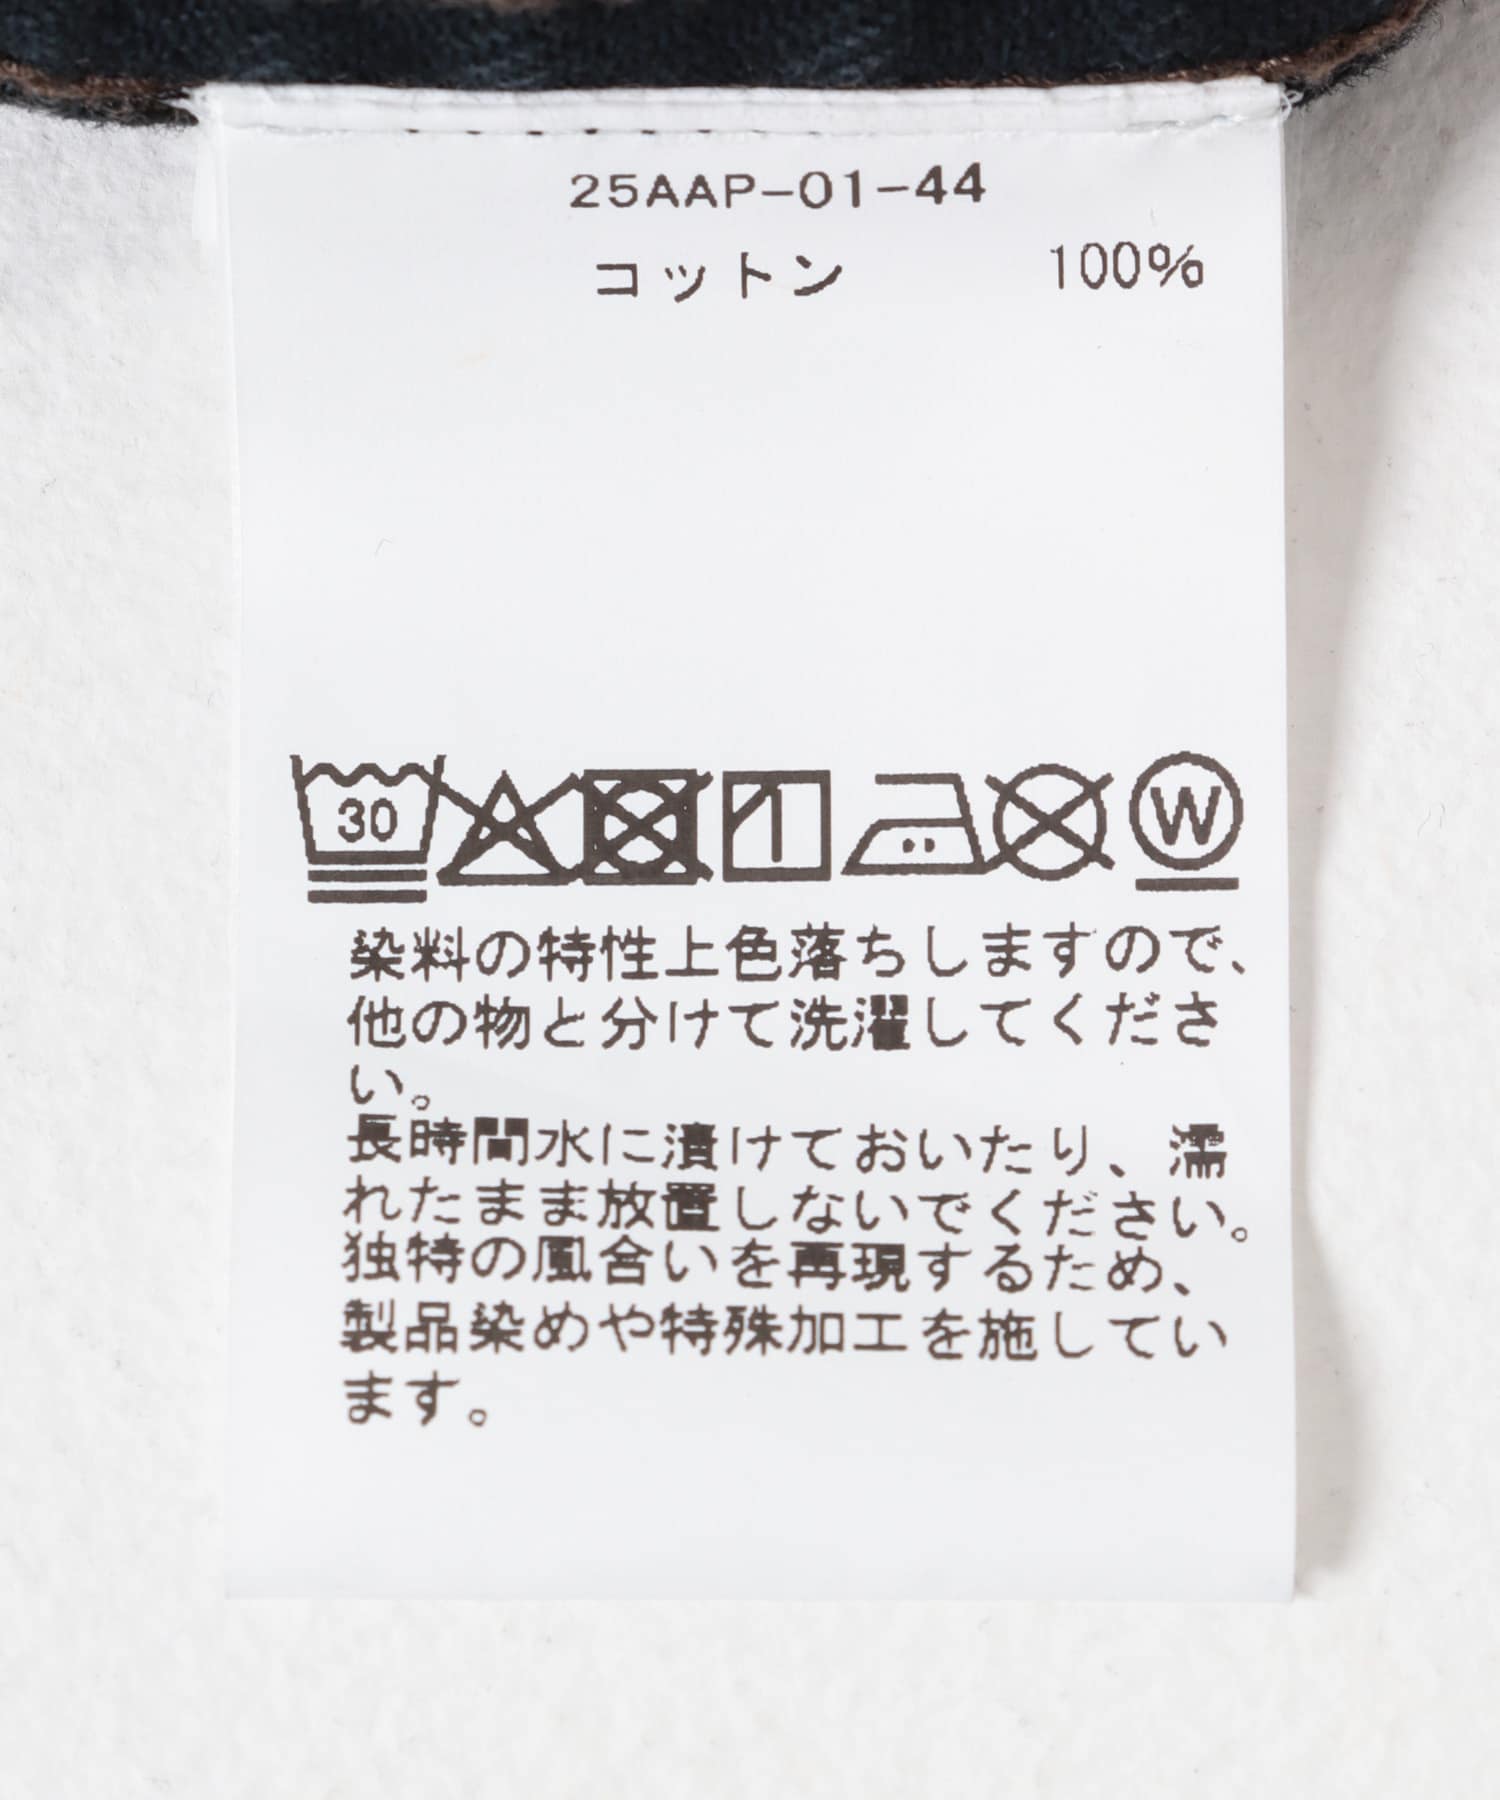 25AAP-01-44
コットン 100%
30 W
染料の特性上色落ちしますので、
他の物と分けて洗濯してくださ
い。
長時間水に漬けておいたり、濡
れたまま放置しないでください。
独特の風合いを再現するため、
製品染めや特殊加工を施してい
ます。